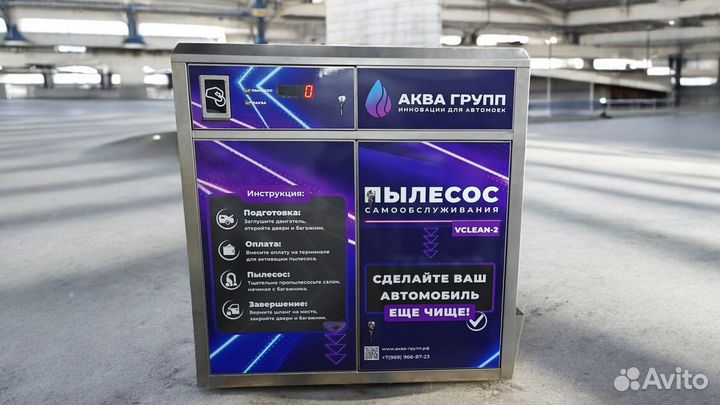 ПЫЛЕСОС
ПАУЗА
0
АКВА ГРУПП
ИННОВАЦИИ ДЛЯ АВТОМОЕК
Инструкция:
Подготовка:
Заглушите двигатель,
откройте двери и багажник.
Оплата:
Внесите оплату на терминале
для активации пылесоса.
Пылесос:
Тщательно пропылесосьте салон,
начиная с багажника.
Завершение:
Верните шланг на место,
закройте двери и багажник.
ПЫЛЕСОС
САМООБСЛУЖИВАНИЯ
VCLEAN-2
СДЕЛАЙТЕ ВАШ
АВТОМОБИЛЬ
ЕЩЕ ЧИЩЕ!
www.аква-групп.рф
+7(969) 966-87-23
Avito